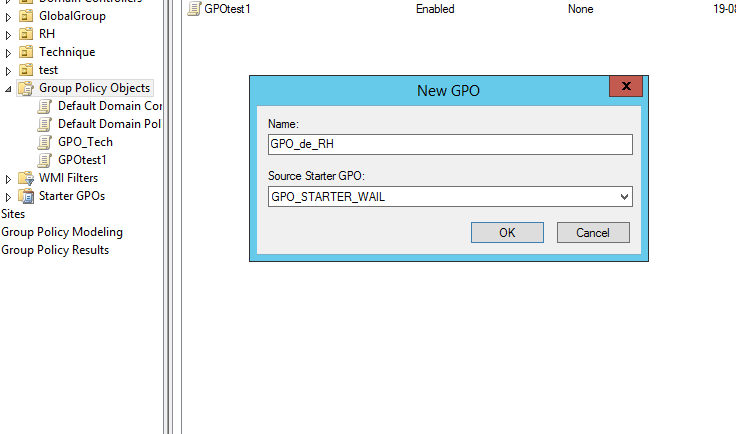 Domain Controllers
GlobalGroup
RH
Technique
test
Group Policy Objects
Default Domain Cor
Default Domain Pol
GPO_Tech
GPOtest1
WMI Filters
Starter GPOs
Sites
Group Policy Modeling
Group Policy Results
GPOtest1 Enabled None 19-08
New GPO
X
Name:
GPO_de_RH
Source Starter GPO:
GPO_STARTER_WAIL
OK Cancel